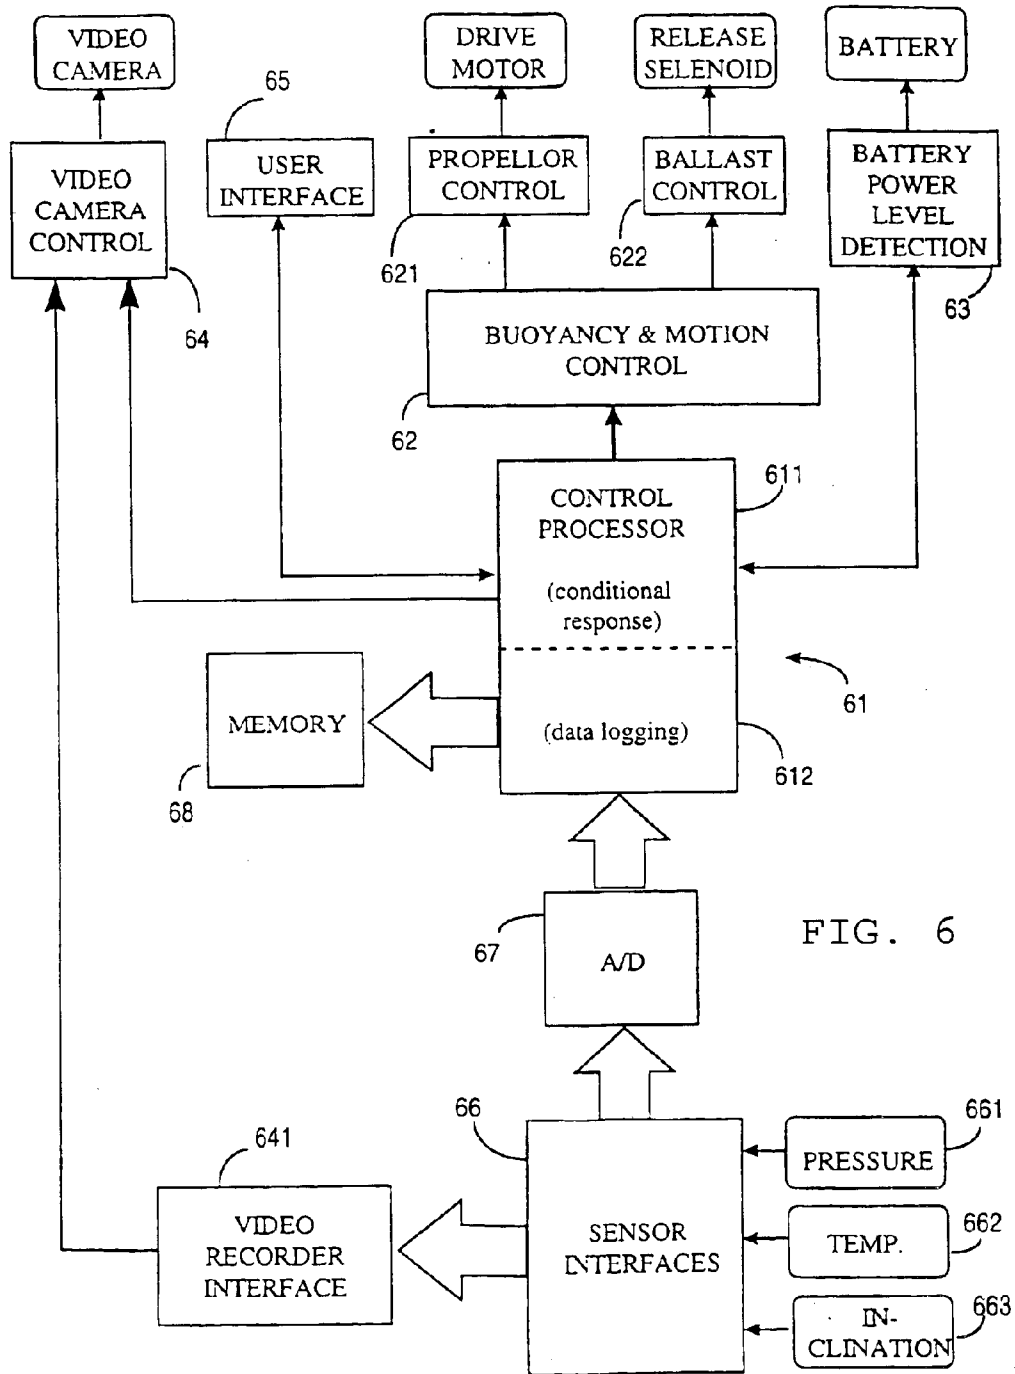 VIDEO
CAMERA
DRIVE
MOTOR
RELEASE
SELENOID
BATTERY
65
VIDEO
CAMERA
CONTROL
USER
INTERFACE
PROPELLOR
CONTROL
BALLAST
CONTROL
BATTERY
POWER
LEVEL
DETECTION
64
621
622
63
BUOYANCY & MOTION
CONTROL
62
611
CONTROL
PROCESSOR
(conditional
response)
61
MEMORY
(data logging)
68
612
67
A/D
FIG. 6
66
641
VIDEO
RECORDER
INTERFACE
SENSOR
INTERFACES
661
PRESSURE
662
TEMP.
663
IN-
CLINATION